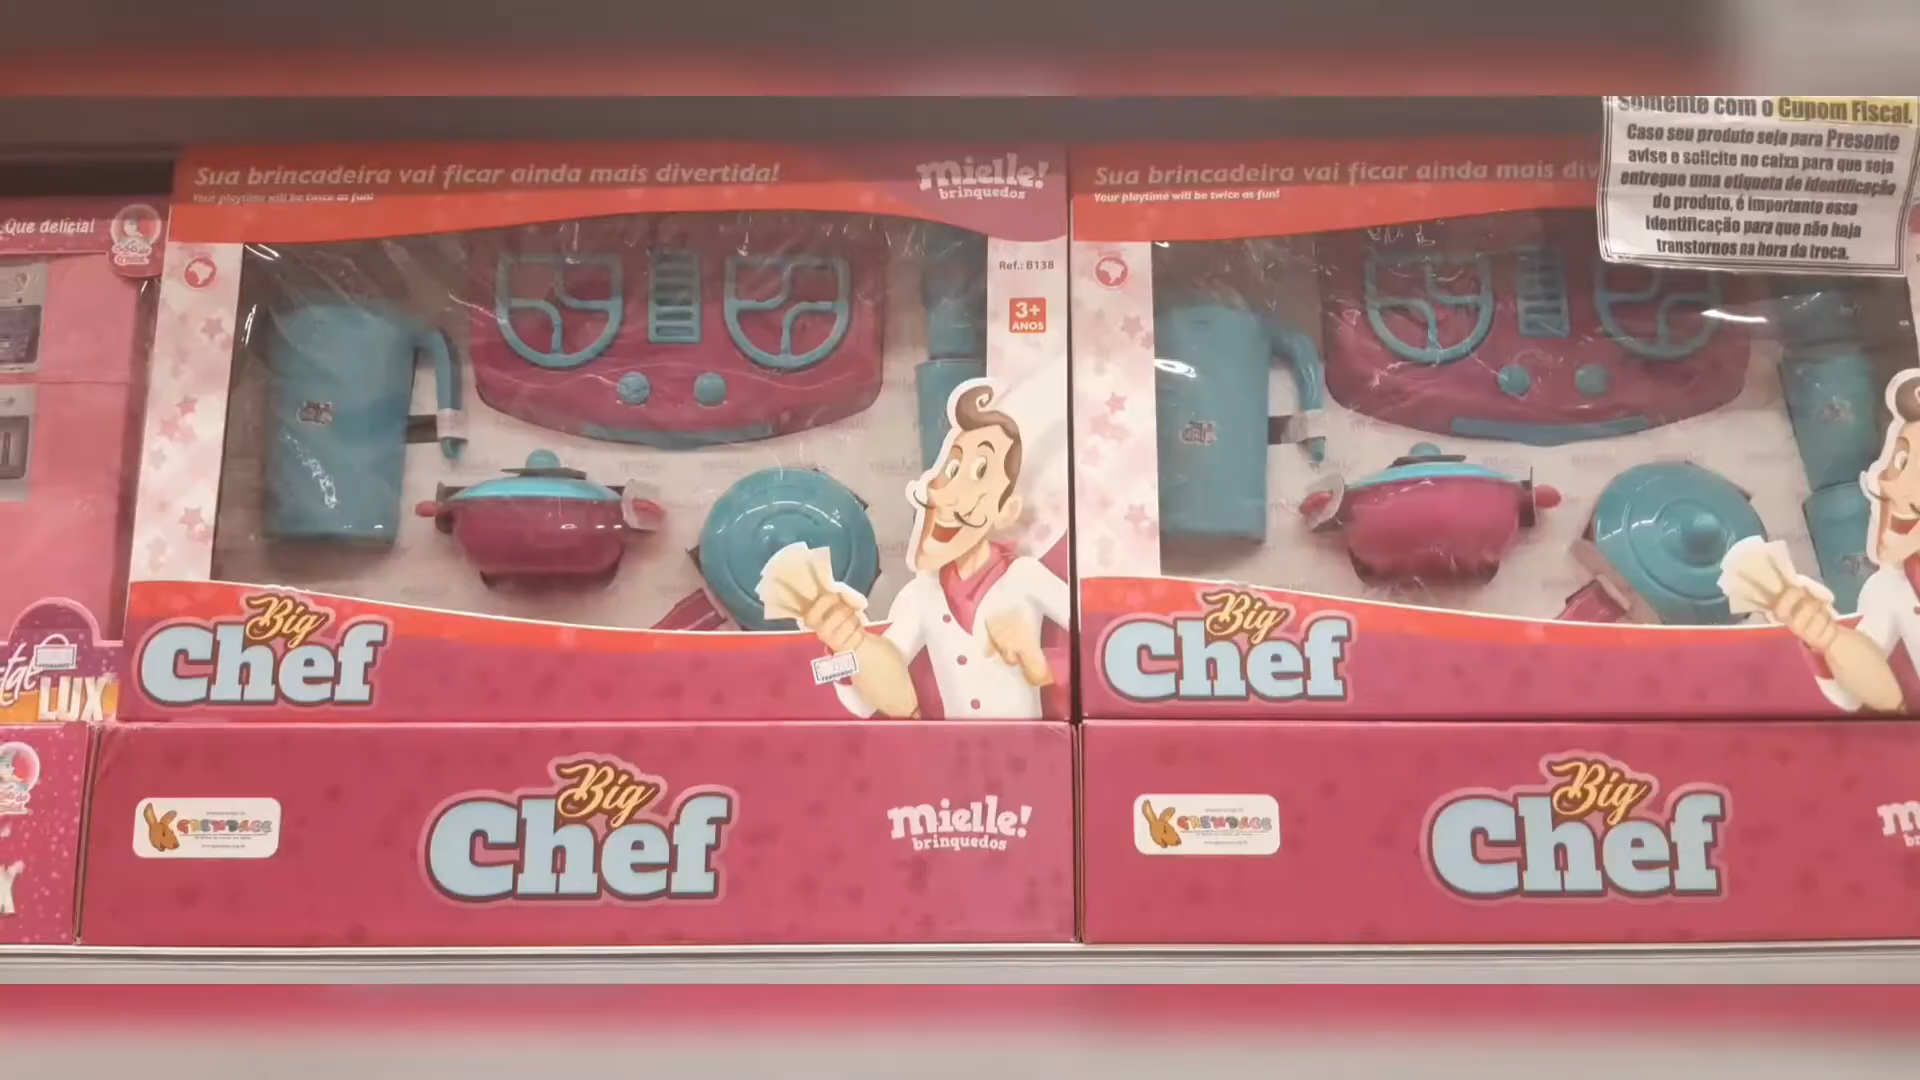 Somente com o Cupom Fiscal.
Caso seu produto seja para Presente
avise e solicite no caixa para que seja
entregue uma etiqueta de identificação
do produto, é importante essa
identificação para que não haja
transtornos na hora da troca.
Que delicia!
Sua brincadeira vai ficar ainda mais divertida!
Your playtime will be twice as fun!
mielle!
brinquedos
Ref.: B138
3+
ANOS
Big
Chef
Sua brincadeira vai ficar ainda mais div
Your playtime will be twice as fun!
Big
Chef
LUX
Big
Chef
mielle!
brinquedos
Big
Chef